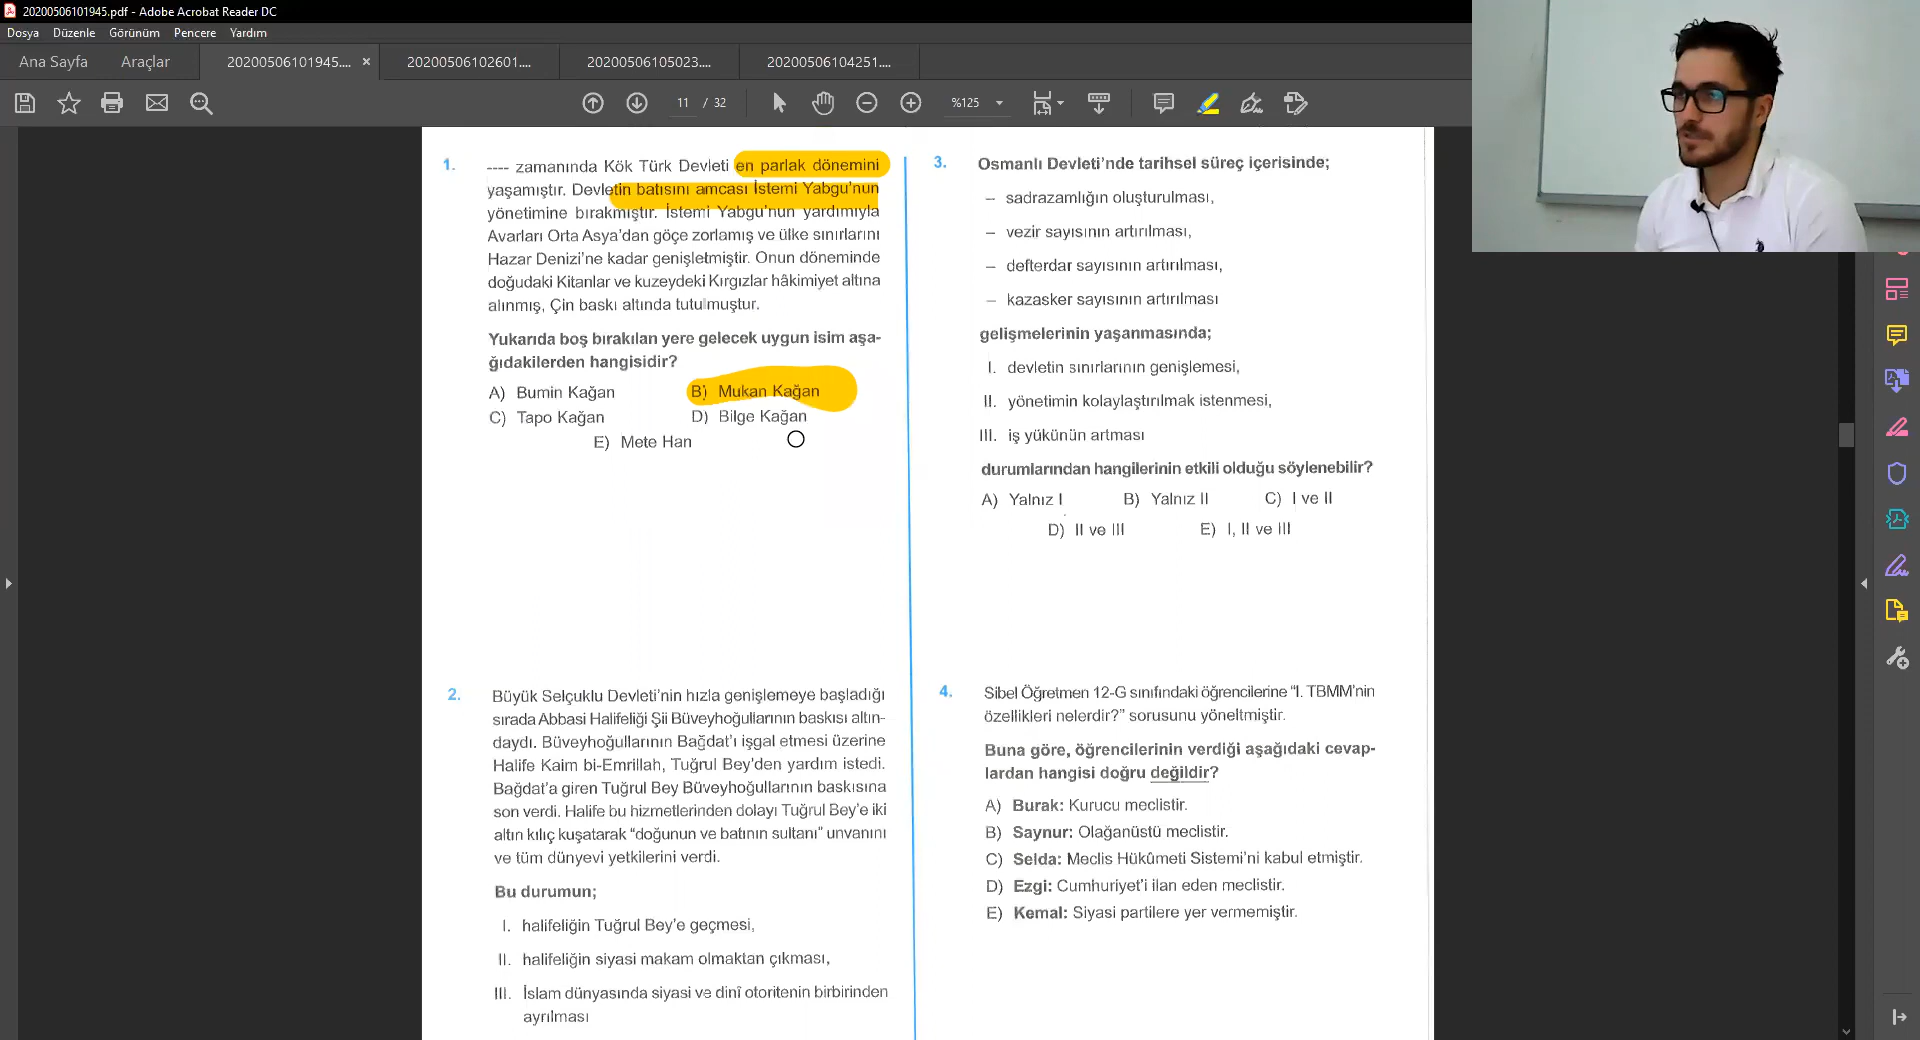 20200506101945.pdf - Adobe Acrobat Reader DC
Dosya Düzenle Görünüm Pencere Yardım
Ana Sayfa Araçlar 20200506101945.... × 20200506102601.... 20200506105023.... 20200506104251....
11 / 32 %125
1. ---- zamanında Kök Türk Devleti en parlak dönemini
yaşamıştır. Devletin batısını amcası İstemi Yabgu'nun
yönetimine bırakmıştır. İstemi Yabgu'nun yardımıyla
Avarları Orta Asya'dan göçe zorlamış ve ülke sınırlarını
Hazar Denizi'ne kadar genişletmiştir. Onun döneminde
doğudaki Kitanlar ve kuzeydeki Kırgızlar hâkimiyet altına
alınmış, Çin baskı altında tutulmuştur.
Yukarıda boş bırakılan yere gelecek uygun isim aşa-
ğıdakilerden hangisidir?
A) Bumin Kağan B) Mukan Kağan
C) Tapo Kağan D) Bilge Kağan
E) Mete Han
2. Büyük Selçuklu Devleti'nin hızla genişlemeye başladığı
sırada Abbasi Halifeliği Şii Büveyhoğullarının baskısı altın-
daydı. Büveyhoğullarının Bağdat'ı işgal etmesi üzerine
Halife Kaim bi-Emrillah, Tuğrul Bey'den yardım istedi.
Bağdat'a giren Tuğrul Bey Büveyhoğullarının baskısına
son verdi. Halife bu hizmetlerinden dolayı Tuğrul Bey'e iki
altın kılıç kuşatarak “doğunun ve batının sultanı” unvanını
ve tüm dünyevi yetkilerini verdi.
Bu durumun;
I. halifeliğin Tuğrul Bey'e geçmesi,
II. halifeliğin siyasi makam olmaktan çıkması,
III. İslam dünyasında siyasi ve dinî otoritenin birbirinden
ayrılması
3. Osmanlı Devleti'nde tarihsel süreç içerisinde;
– sadrazamlığın oluşturulması,
– vezir sayısının artırılması,
– defterdar sayısının artırılması,
– kazasker sayısının artırılması
gelişmelerinin yaşanmasında;
I. devletin sınırlarının genişlemesi,
II. yönetimin kolaylaştırılmak istenmesi,
III. iş yükünün artması
durumlarından hangilerinin etkili olduğu söylenebilir?
A) Yalnız I B) Yalnız II C) I ve II
D) II ve III E) I, II ve III
4. Sibel Öğretmen 12-G sınıfındaki öğrencilerine “I. TBMM'nin
özellikleri nelerdir?” sorusunu yöneltmiştir.
Buna göre, öğrencilerinin verdiği aşağıdaki cevap-
lardan hangisi doğru değildir?
A) Burak: Kurucu meclistir.
B) Saynur: Olağanüstü meclistir.
C) Selda: Meclis Hükûmeti Sistemi'ni kabul etmiştir.
D) Ezgi: Cumhuriyet'i ilan eden meclistir.
E) Kemal: Siyasi partilere yer vermemiştir.